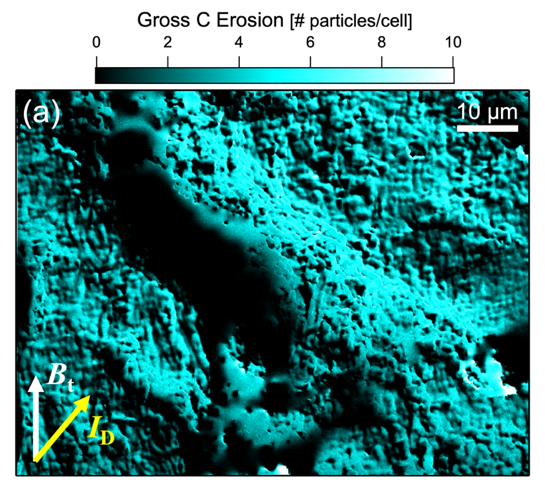 Gross C Erosion [# particles/cell]
0 2 4 6 8 10
(a)
10 μm
Bt
ID